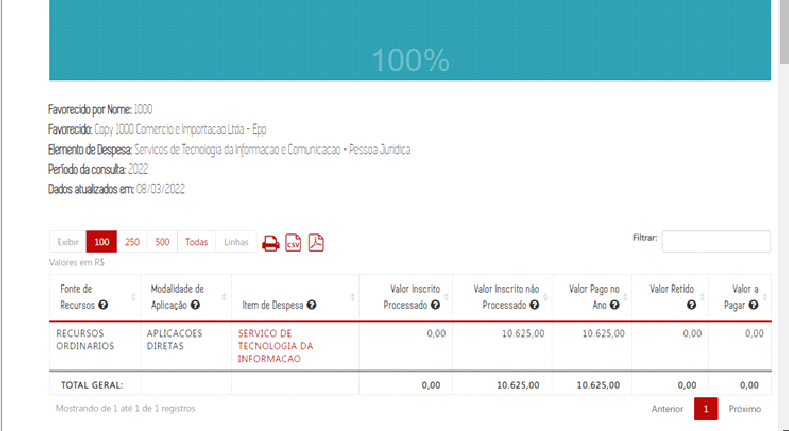 100%
Favorecido por Nome: 1000
Favorecido: Copy 1000 Comercio e Importacao Ltda - Epp
Elemento de Despesa: Servicos de Tecnologia da Informacao e Comunicacao - Pessoa Juridica
Período da consulta: 2022
Dados atualizados em: 08/03/2022
Exibir 100 250 500 Todas Linhas CSV Filtrar:
Valores em R$
Fonte de Recursos Modalidade de Aplicação Item de Despesa Valor Inscrito Processado Valor Inscrito não Processado Valor Pago no Ano Valor Retido Valor a Pagar
RECURSOS ORDINARIOS APLICACOES DIRETAS SERVICO DE TECNOLOGIA DA INFORMACAO 0,00 10.625,00 10.625,00 0,00 0,00
TOTAL GERAL: 0,00 10.625,00 10.625,00 0,00 0,00
Mostrando de 1 até 1 de 1 registros Anterior 1 Próximo